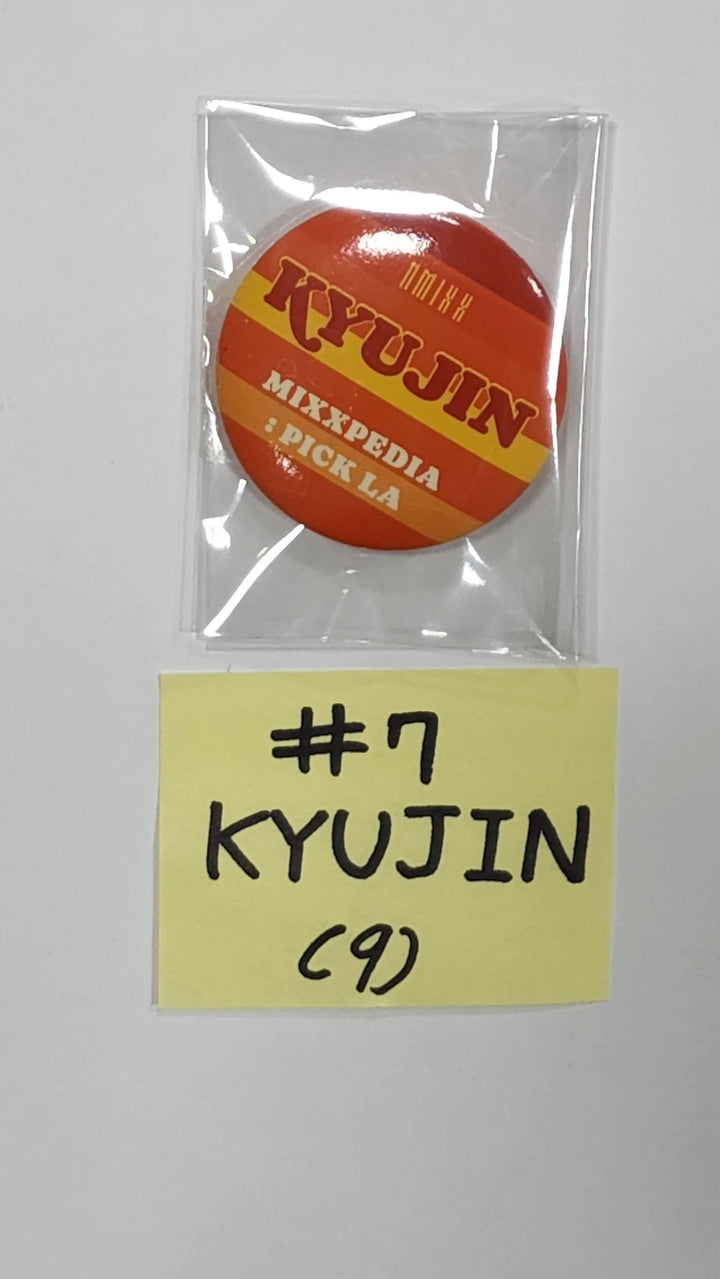 NMIXX
KYUJIN
MIXXPEDIA
: PICK LA
#7
KYUJIN
(9)